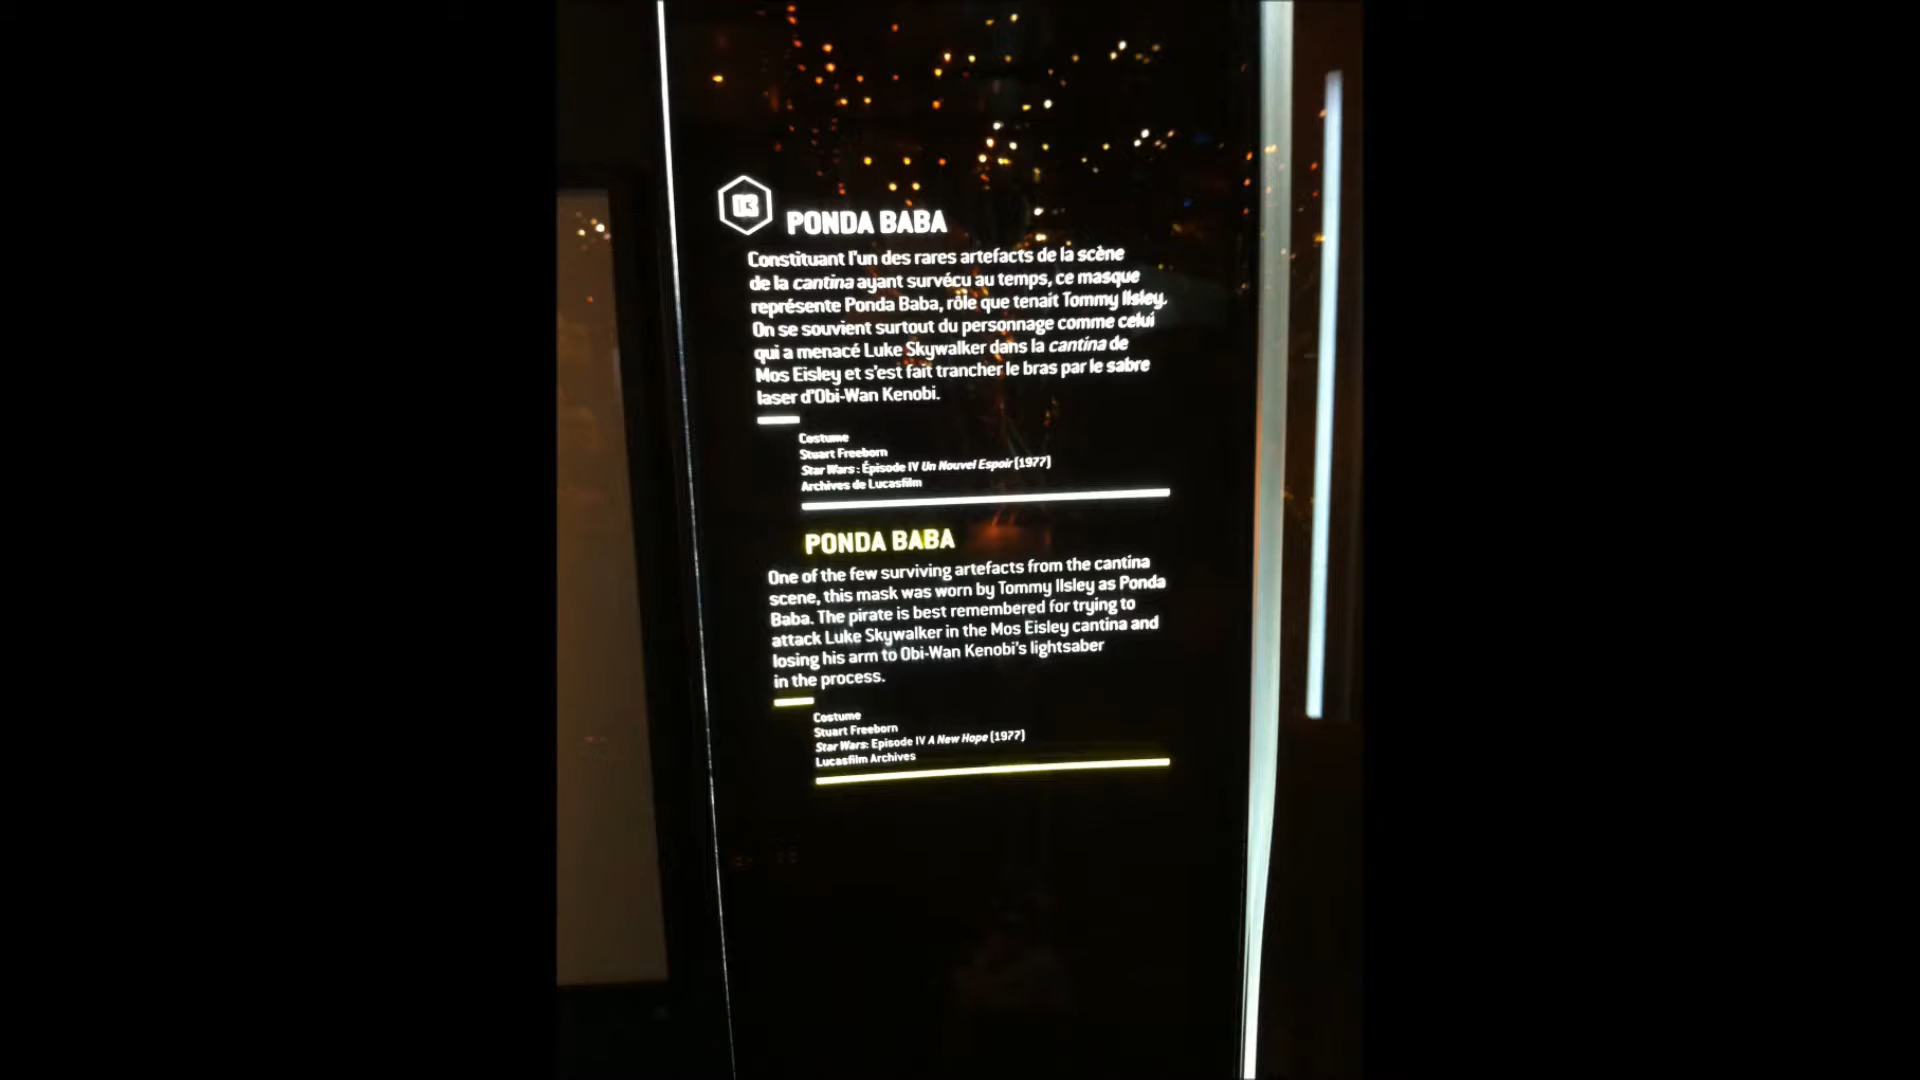 03
PONDA BABA
Constituant l'un des rares artefacts de la scène
de la cantina ayant survécu au temps, ce masque
représente Ponda Baba, rôle que tenait Tommy Ilsley.
On se souvient surtout du personnage comme celui
qui a menacé Luke Skywalker dans la cantina de
Mos Eisley et s'est fait trancher le bras par le sabre
laser d'Obi-Wan Kenobi.
Costume
Stuart Freeborn
Star Wars : Épisode IV Un Nouvel Espoir (1977)
Archives de Lucasfilm
PONDA BABA
One of the few surviving artefacts from the cantina
scene, this mask was worn by Tommy Ilsley as Ponda
Baba. The pirate is best remembered for trying to
attack Luke Skywalker in the Mos Eisley cantina and
losing his arm to Obi-Wan Kenobi's lightsaber
in the process.
Costume
Stuart Freeborn
Star Wars: Episode IV A New Hope (1977)
Lucasfilm Archives